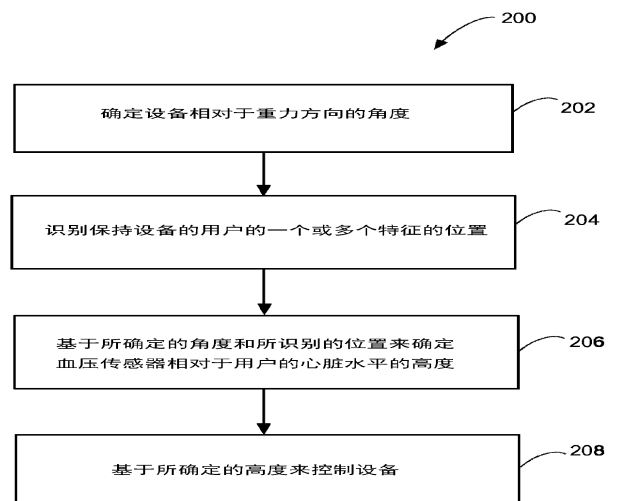 200
确定设备相对于重力方向的角度
202
识别保持设备的用户的一个或多个特征的位置
204
基于所确定的角度和所识别的位置来确定
血压传感器相对于用户的心脏水平的高度
206
基于所确定的高度来控制设备
208